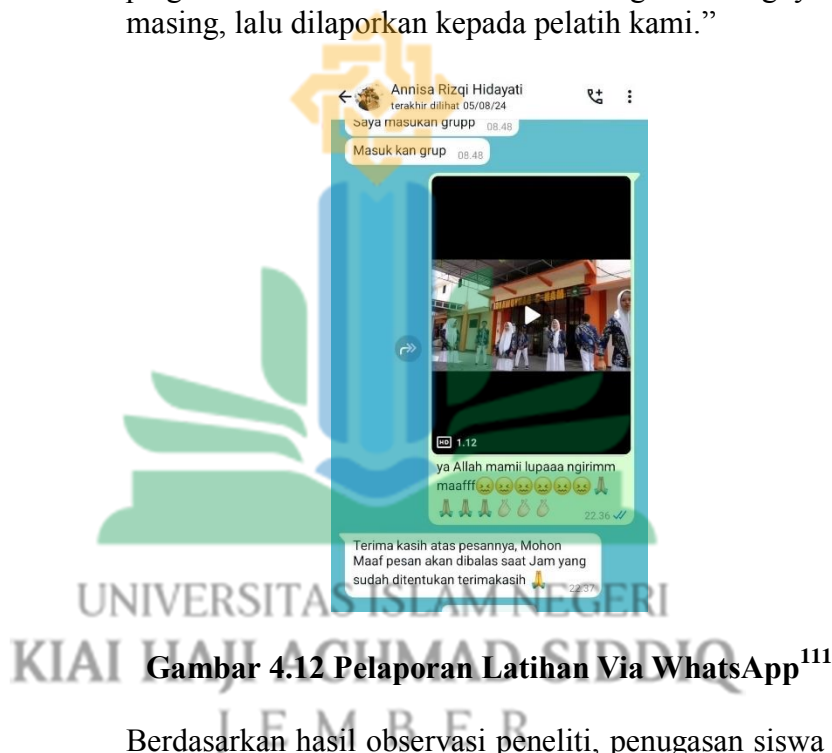 masing, lalu dilaporkan kepada pelatih kami.”
Annisa Rizqi Hidayati
terakhir dilihat 05/08/24
Saya masukan grupp 08.48
Masuk kan grup 08.48
HD 1.12
ya Allah mamii lupaaa ngirimm
maafff😖😖😖😖😖😖🙏
🙏🙏🙏🫰🫰🫰 22.36
Terima kasih atas pesannya, Mohon
Maaf pesan akan dibalas saat Jam yang
sudah ditentukan terimakasih 🙏 22.37
UNIVERSITAS ISLAM NEGERI
KIAI HAJI ACHMAD SIDDIQ
Gambar 4.12 Pelaporan Latihan Via WhatsApp111
J E M B E R
Berdasarkan hasil observasi peneliti, penugasan siswa